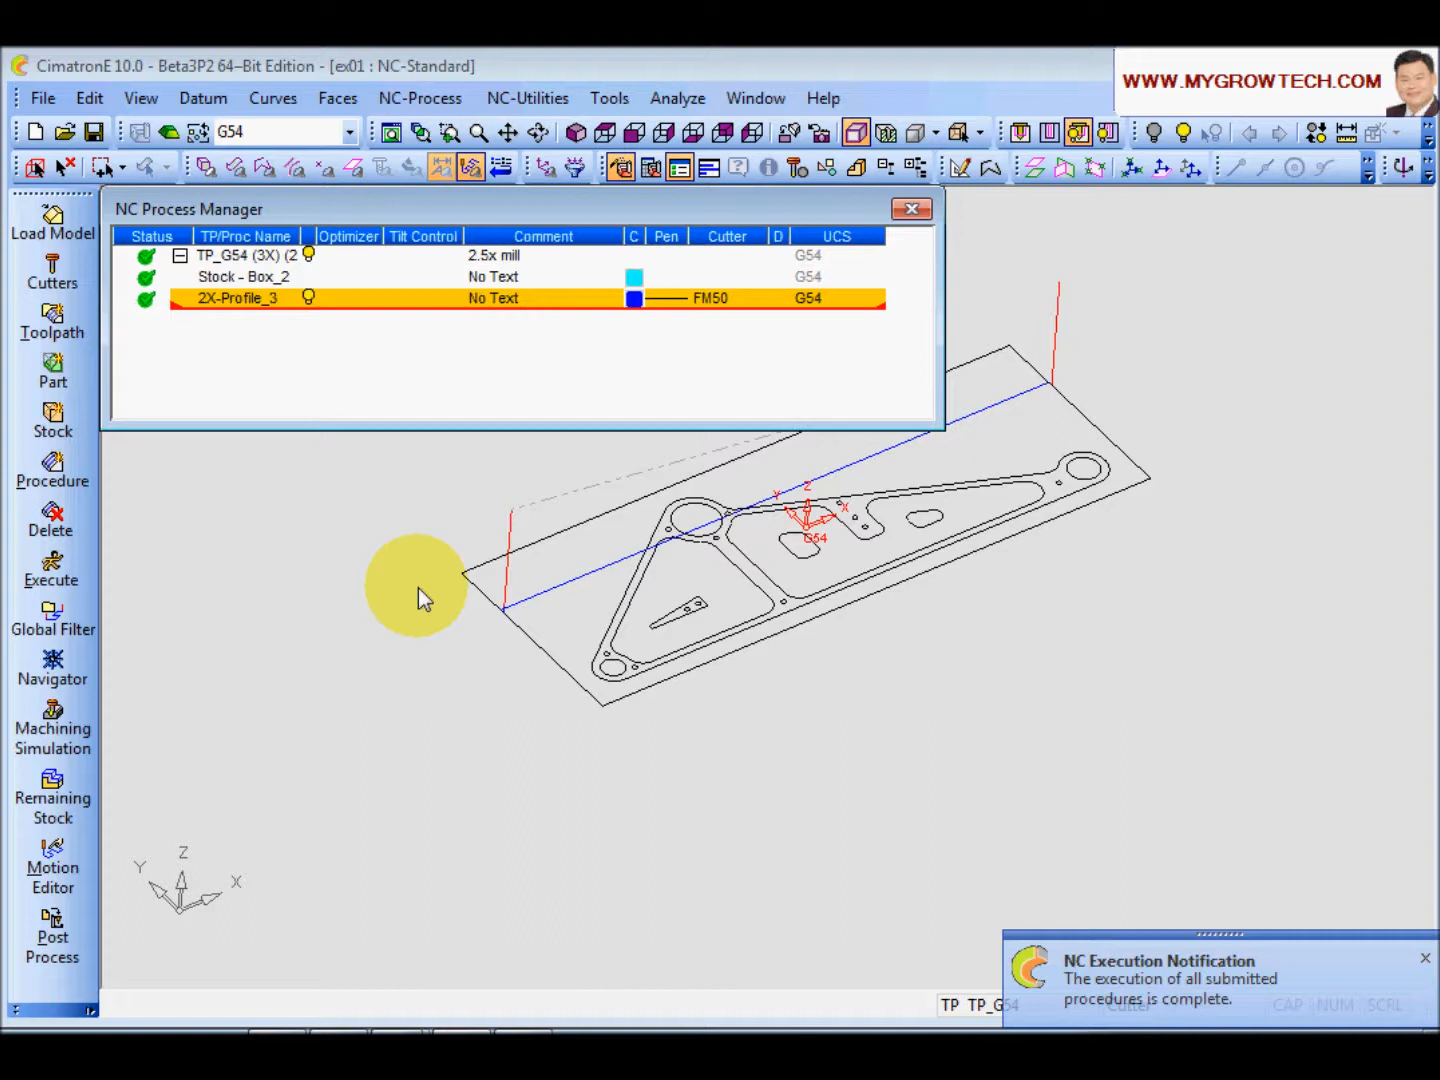 CimatronE 10.0 - Beta3P2 64–Bit Edition - [ex01 : NC-Standard]
WWW.MYGROWTECH.COM
File Edit View Datum Curves Faces NC-Process NC-Utilities Tools Analyze Window Help
G54
NC Process Manager
Status TP/Proc Name Optimizer Tilt Control Comment C Pen Cutter D UCS
TP_G54 (3X) (2 2.5x mill G54
Stock - Box_2 No Text G54
2X-Profile_3 No Text FM50 G54
Load Model
Cutters
Toolpath
Part
Stock
Procedure
Delete
Execute
Global Filter
Navigator
Machining
Simulation
Remaining
Stock
Motion
Editor
Post
Process
Z
Y
X
G54
Z
Y
X
NC Execution Notification
The execution of all submitted
procedures is complete.
TP TP_G54
Cutter
CAP NUM SCRL